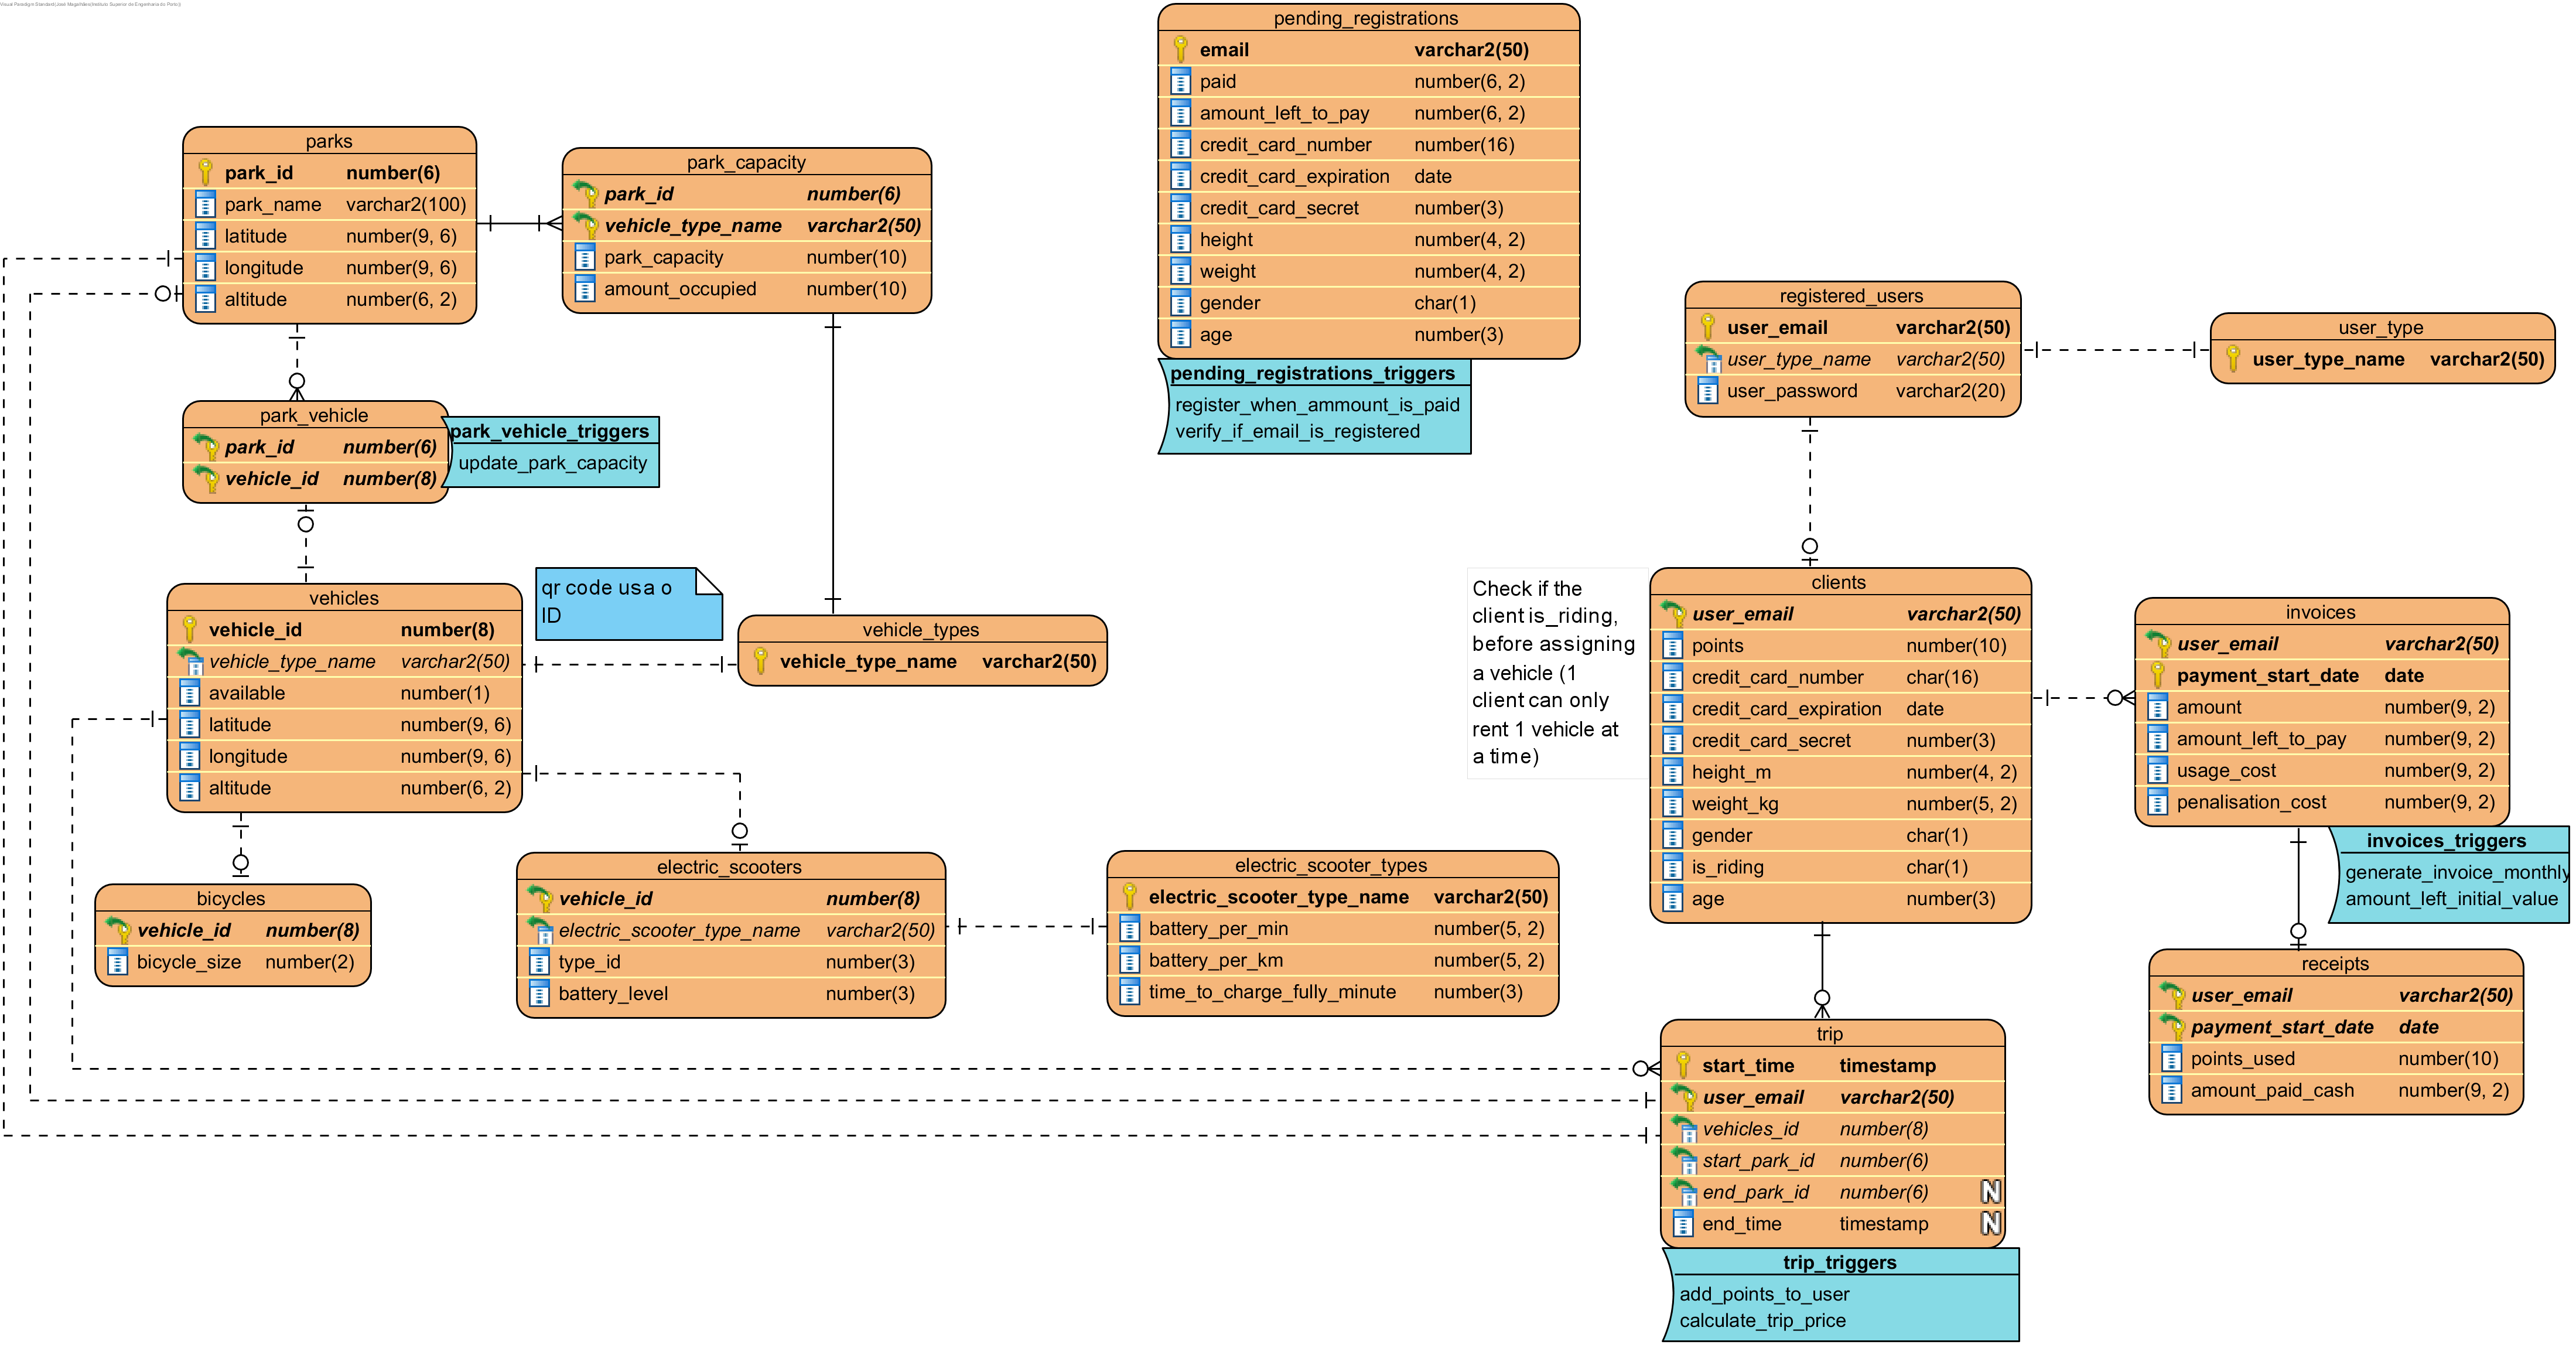 Visual Paradigm Standard(José Magalhães(Instituto Superior de Engenharia do Porto))
pending_registrations
email varchar2(50)
paid number(6, 2)
amount_left_to_pay number(6, 2)
credit_card_number number(16)
credit_card_expiration date
credit_card_secret number(3)
height number(4, 2)
weight number(4, 2)
gender char(1)
age number(3)
pending_registrations_triggers
register_when_ammount_is_paid
verify_if_email_is_registered
parks
park_id number(6)
park_name varchar2(100)
latitude number(9, 6)
longitude number(9, 6)
altitude number(6, 2)
park_capacity
park_id number(6)
vehicle_type_name varchar2(50)
park_capacity number(10)
amount_occupied number(10)
registered_users
user_email varchar2(50)
user_type_name varchar2(50)
user_password varchar2(20)
user_type
user_type_name varchar2(50)
park_vehicle
park_id number(6)
vehicle_id number(8)
park_vehicle_triggers
update_park_capacity
vehicles
vehicle_id number(8)
vehicle_type_name varchar2(50)
available number(1)
latitude number(9, 6)
longitude number(9, 6)
altitude number(6, 2)
qr code usa o
ID
vehicle_types
vehicle_type_name varchar2(50)
Check if the
client is_riding,
before assigning
a vehicle (1
client can only
rent 1 vehicle at
a time)
clients
user_email varchar2(50)
points number(10)
credit_card_number char(16)
credit_card_expiration date
credit_card_secret number(3)
height_m number(4, 2)
weight_kg number(5, 2)
gender char(1)
is_riding char(1)
age number(3)
invoices
user_email varchar2(50)
payment_start_date date
amount number(9, 2)
amount_left_to_pay number(9, 2)
usage_cost number(9, 2)
penalisation_cost number(9, 2)
invoices_triggers
generate_invoice_monthly
amount_left_initial_value
bicycles
vehicle_id number(8)
bicycle_size number(2)
electric_scooters
vehicle_id number(8)
electric_scooter_type_name varchar2(50)
type_id number(3)
battery_level number(3)
electric_scooter_types
electric_scooter_type_name varchar2(50)
battery_per_min number(5, 2)
battery_per_km number(5, 2)
time_to_charge_fully_minute number(3)
receipts
user_email varchar2(50)
payment_start_date date
points_used number(10)
amount_paid_cash number(9, 2)
trip
start_time timestamp
user_email varchar2(50)
vehicles_id number(8)
start_park_id number(6)
end_park_id number(6) N
end_time timestamp N
trip_triggers
add_points_to_user
calculate_trip_price